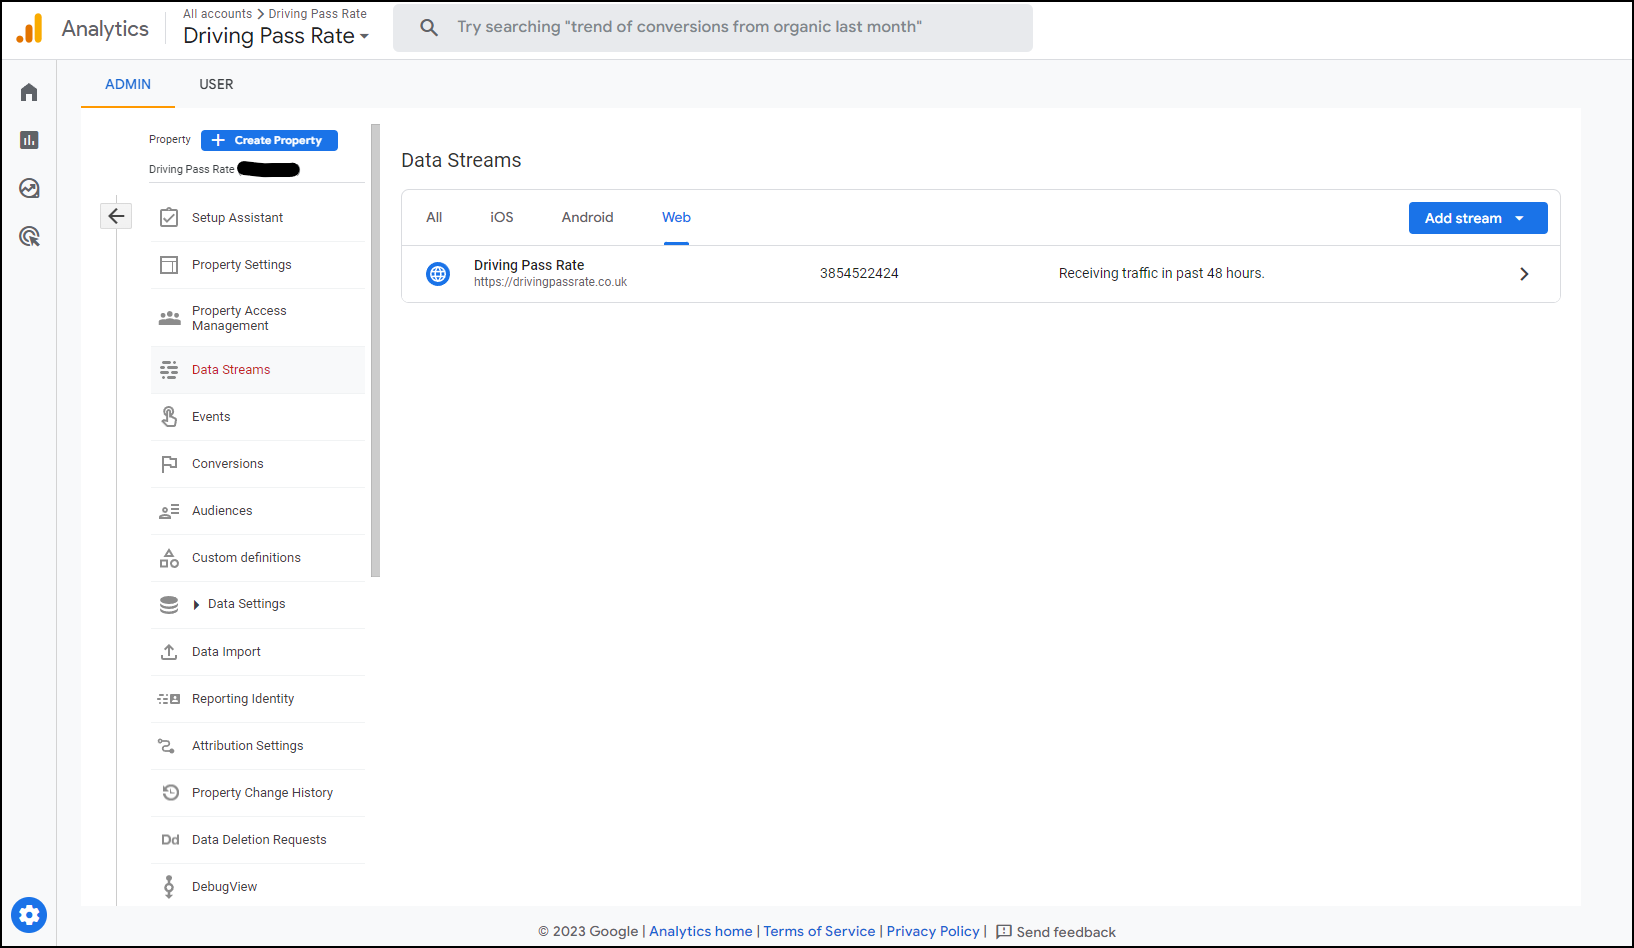 Analytics
All accounts > Driving Pass Rate
Driving Pass Rate
Try searching "trend of conversions from organic last month"
ADMIN USER
Property Create Property
Driving Pass Rate
Setup Assistant
Property Settings
Property Access
Management
Data Streams
Events
Conversions
Audiences
Custom definitions
Data Settings
Data Import
Reporting Identity
Attribution Settings
Property Change History
Dd Data Deletion Requests
DebugView
Data Streams
All iOS Android Web Add stream
Driving Pass Rate
https://drivingpassrate.co.uk
3854522424
Receiving traffic in past 48 hours.
© 2023 Google | Analytics home | Terms of Service | Privacy Policy | Send feedback